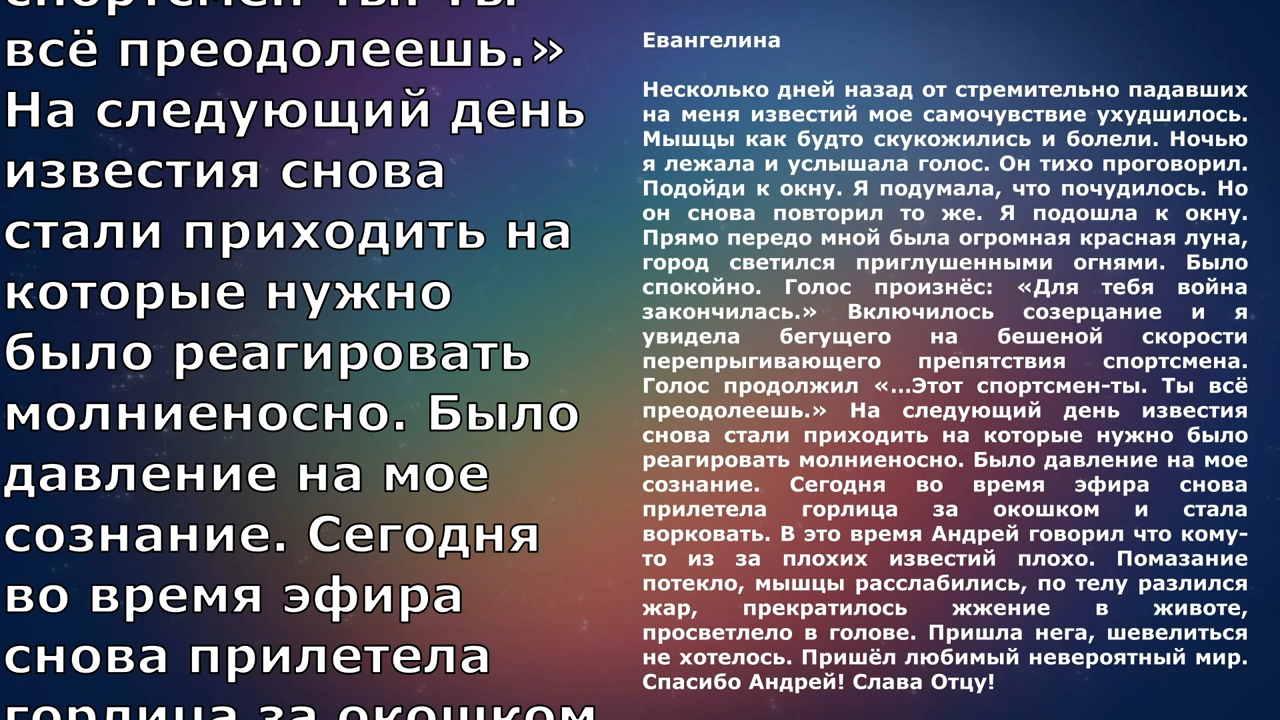 спортсмен-ты. Ты
всё преодолеешь.»
На следующий день
известия снова
стали приходить на
которые нужно
было реагировать
молниеносно. Было
давление на мое
сознание. Сегодня
во время эфира
снова прилетела
горлица за окошком
Евангелина
Несколько дней назад от стремительно падавших
на меня известий мое самочувствие ухудшилось.
Мышцы как будто скукожились и болели. Ночью
я лежала и услышала голос. Он тихо проговорил.
Подойди к окну. Я подумала, что почудилось. Но
он снова повторил то же. Я подошла к окну.
Прямо передо мной была огромная красная луна,
город светился приглушенными огнями. Было
спокойно. Голос произнёс: «Для тебя война
закончилась.» Включилось созерцание и я
увидела бегущего на бешеной скорости
перепрыгивающего препятствия спортсмена.
Голос продолжил «...Этот спортсмен-ты. Ты всё
преодолеешь.» На следующий день известия
снова стали приходить на которые нужно было
реагировать молниеносно. Было давление на мое
сознание. Сегодня во время эфира снова
прилетела горлица за окошком и стала
ворковать. В это время Андрей говорил что кому-
то из за плохих известий плохо. Помазание
потекло, мышцы расслабились, по телу разлился
жар, прекратилось жжение в животе,
просветлело в голове. Пришла нега, шевелиться
не хотелось. Пришёл любимый невероятный мир.
Спасибо Андрей! Слава Отцу!